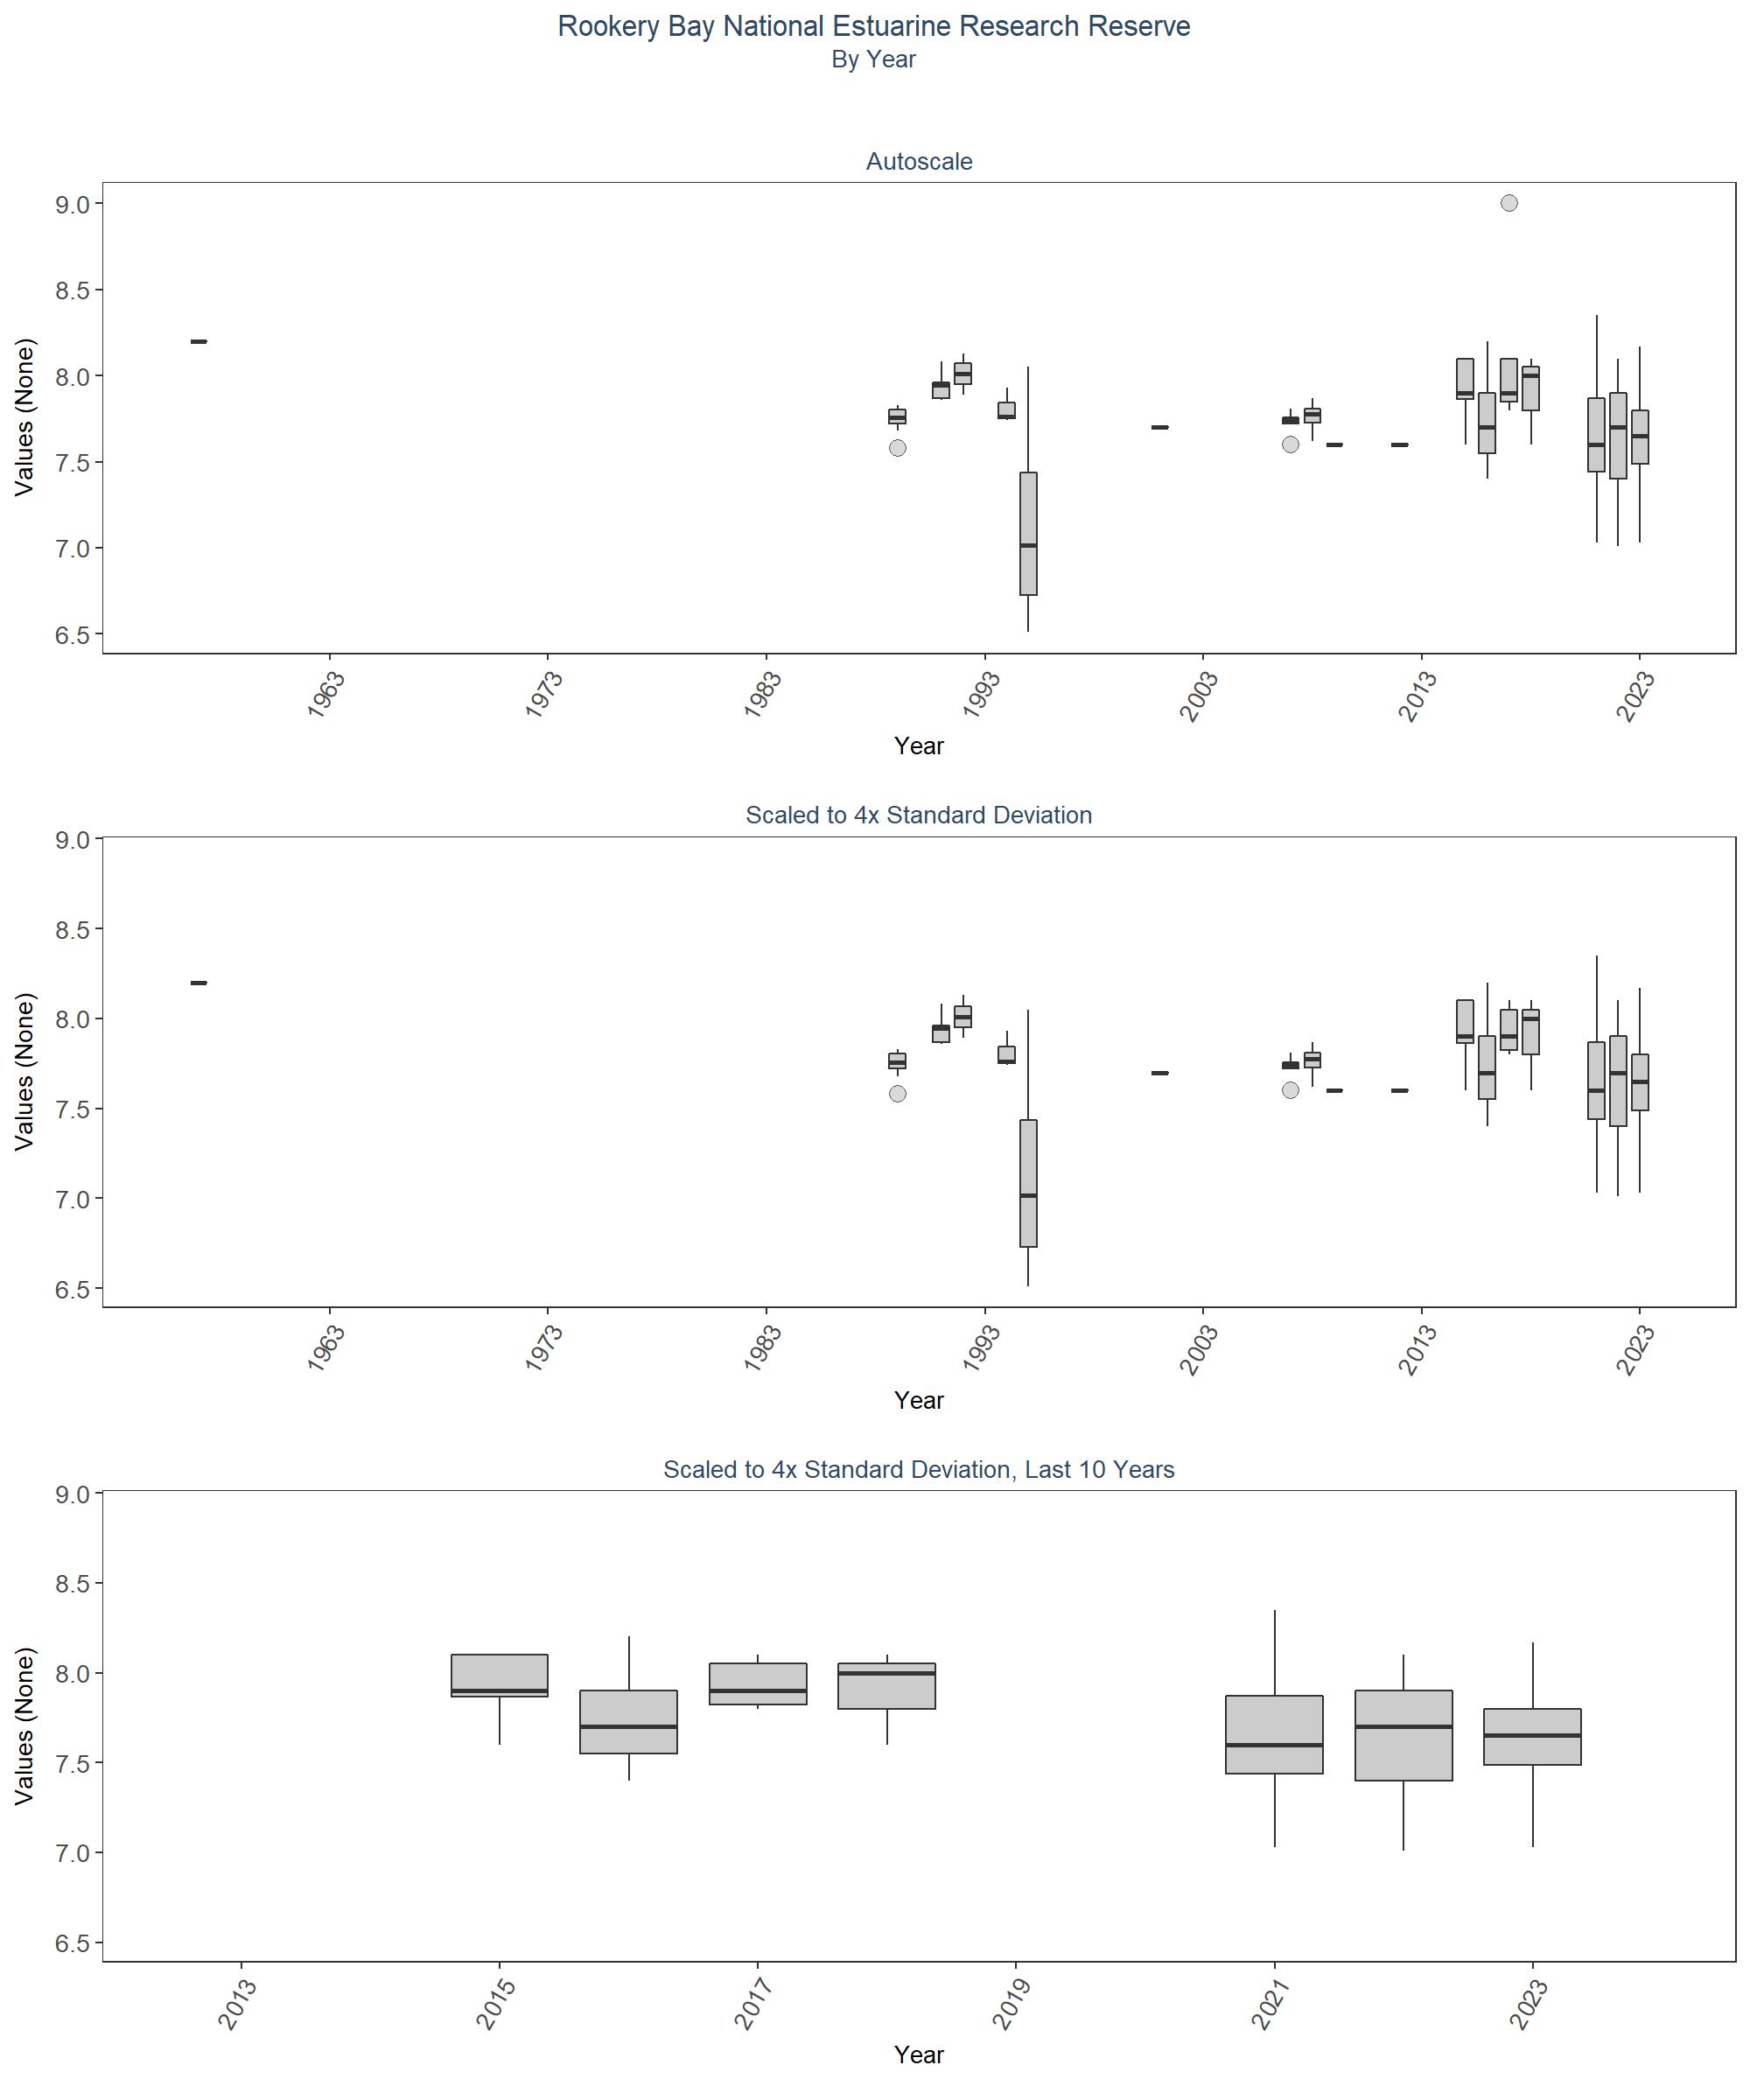 Rookery Bay National Estuarine Research Reserve
By Year
Autoscale
Values (None)
9.0
8.5
8.0
7.5
7.0
6.5
1963 1973 1983 1993 2003 2013 2023
Year
Scaled to 4x Standard Deviation
Values (None)
9.0
8.5
8.0
7.5
7.0
6.5
1963 1973 1983 1993 2003 2013 2023
Year
Scaled to 4x Standard Deviation, Last 10 Years
Values (None)
9.0
8.5
8.0
7.5
7.0
6.5
2013 2015 2017 2019 2021 2023
Year